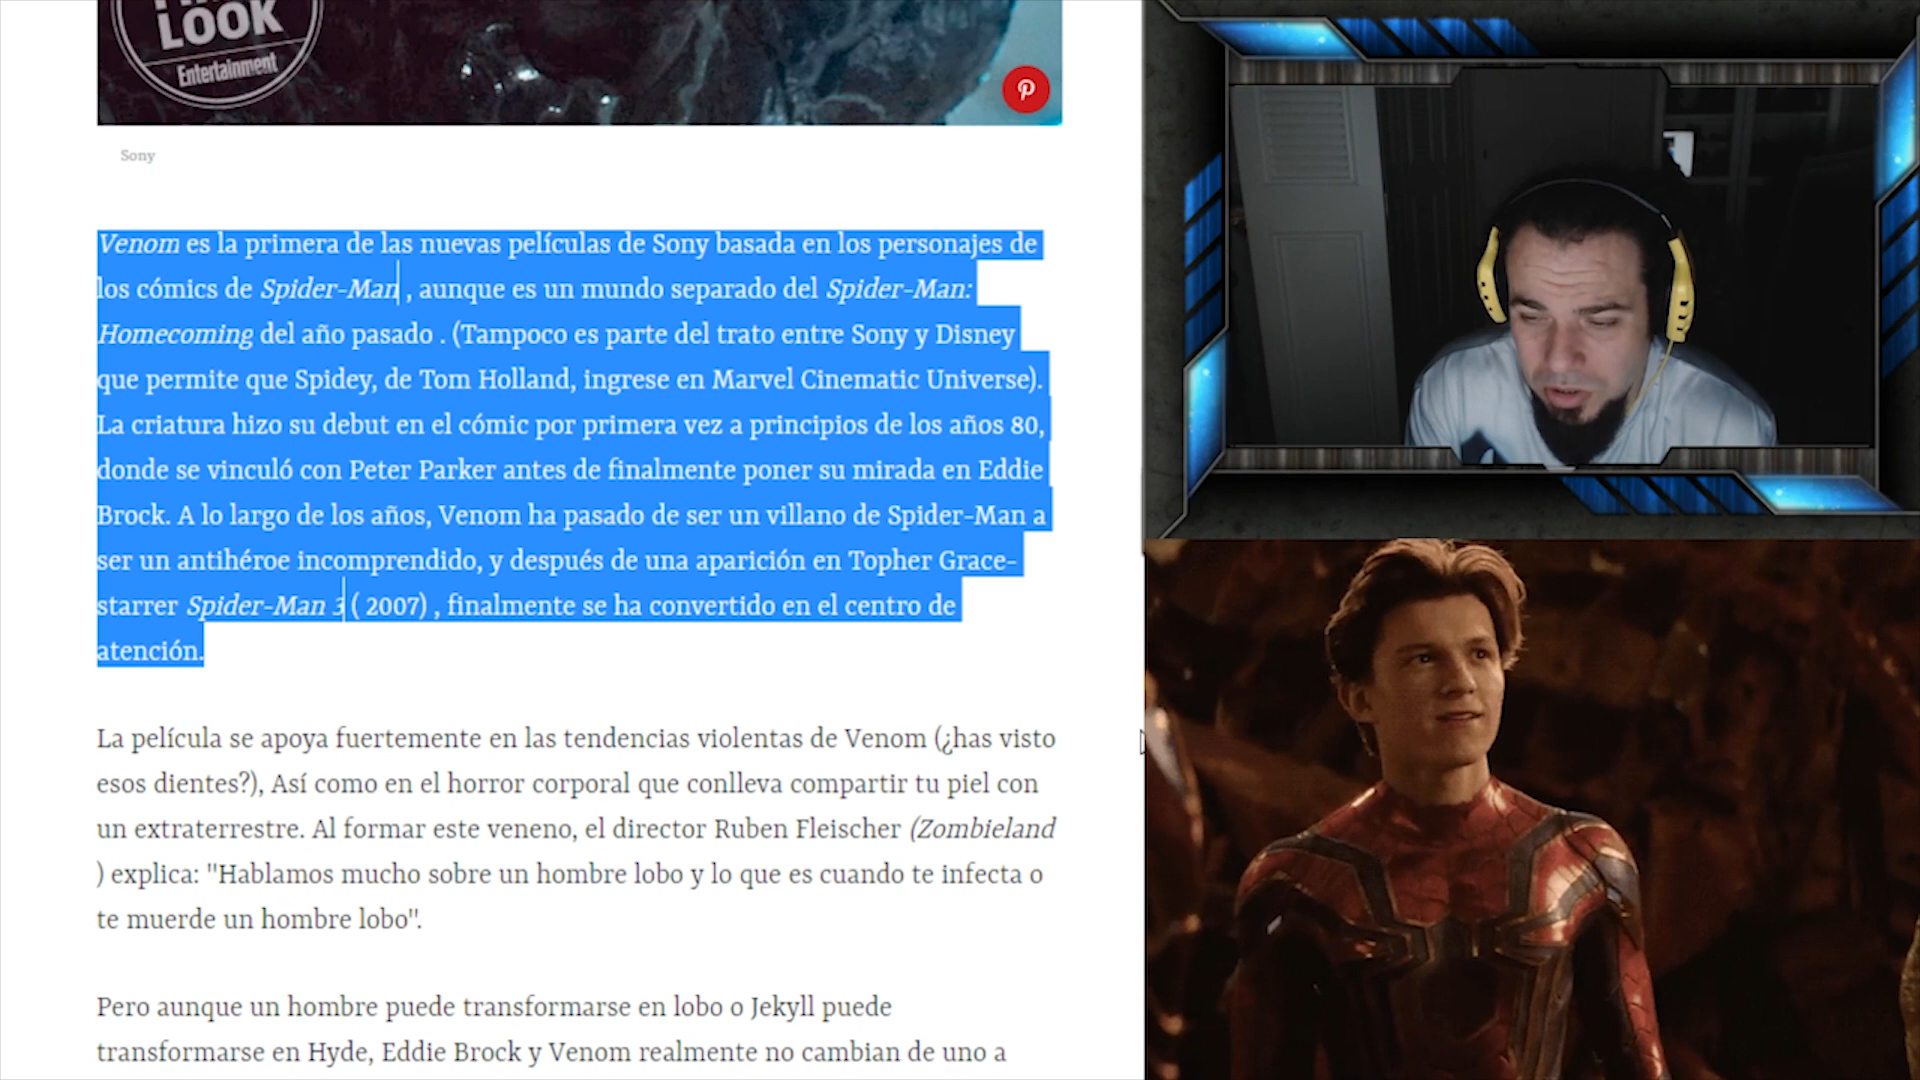 LOOK
Entertainment
Sony
Venom es la primera de las nuevas películas de Sony basada en los personajes de
los cómics de Spider-Man , aunque es un mundo separado del Spider-Man:
Homecoming del año pasado . (Tampoco es parte del trato entre Sony y Disney
que permite que Spidey, de Tom Holland, ingrese en Marvel Cinematic Universe).
La criatura hizo su debut en el cómic por primera vez a principios de los años 80,
donde se vinculó con Peter Parker antes de finalmente poner su mirada en Eddie
Brock. A lo largo de los años, Venom ha pasado de ser un villano de Spider-Man a
ser un antihéroe incomprendido, y después de una aparición en Topher Grace-
starrer Spider-Man 3 ( 2007) , finalmente se ha convertido en el centro de
atención.
La película se apoya fuertemente en las tendencias violentas de Venom (¿has visto
esos dientes?), Así como en el horror corporal que conlleva compartir tu piel con
un extraterrestre. Al formar este veneno, el director Ruben Fleischer (Zombieland
) explica: "Hablamos mucho sobre un hombre lobo y lo que es cuando te infecta o
te muerde un hombre lobo".
Pero aunque un hombre puede transformarse en lobo o Jekyll puede
transformarse en Hyde, Eddie Brock y Venom realmente no cambian de uno a